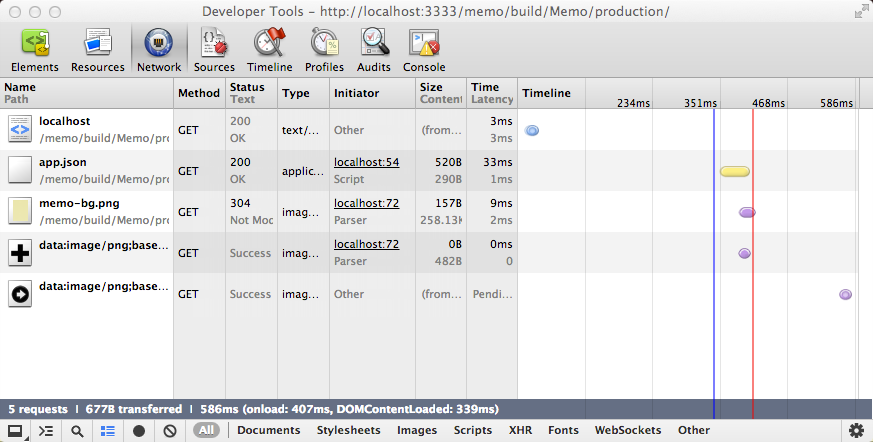 Developer Tools - http://localhost:3333/memo/build/Memo/production/
Elements Resources Network Sources Timeline Profiles Audits Console
Name Path Method Status Text Type Initiator Size Content Time Latency Timeline 234ms 351ms 468ms 586ms
localhost 200 (from... 3ms
/memo/build/Memo/pro GET OK text/... Other 3ms
app.json 200 localhost:54 520B 33ms
/memo/build/Memo/pro GET OK applic... Script 290B 1ms
memo-bg.png 304 localhost:72 157B 9ms
/memo/build/Memo/pro GET Not Moc imag... Parser 258.13K 2ms
data:image/png;base... localhost:72 0B 0ms
GET Success imag... Parser 482B 0
data:image/png;base...
GET Success imag... Other (from... Pendi...
5 requests | 677B transferred | 586ms (onload: 407ms, DOMContentLoaded: 339ms)
All Documents Stylesheets Images Scripts XHR Fonts WebSockets Other